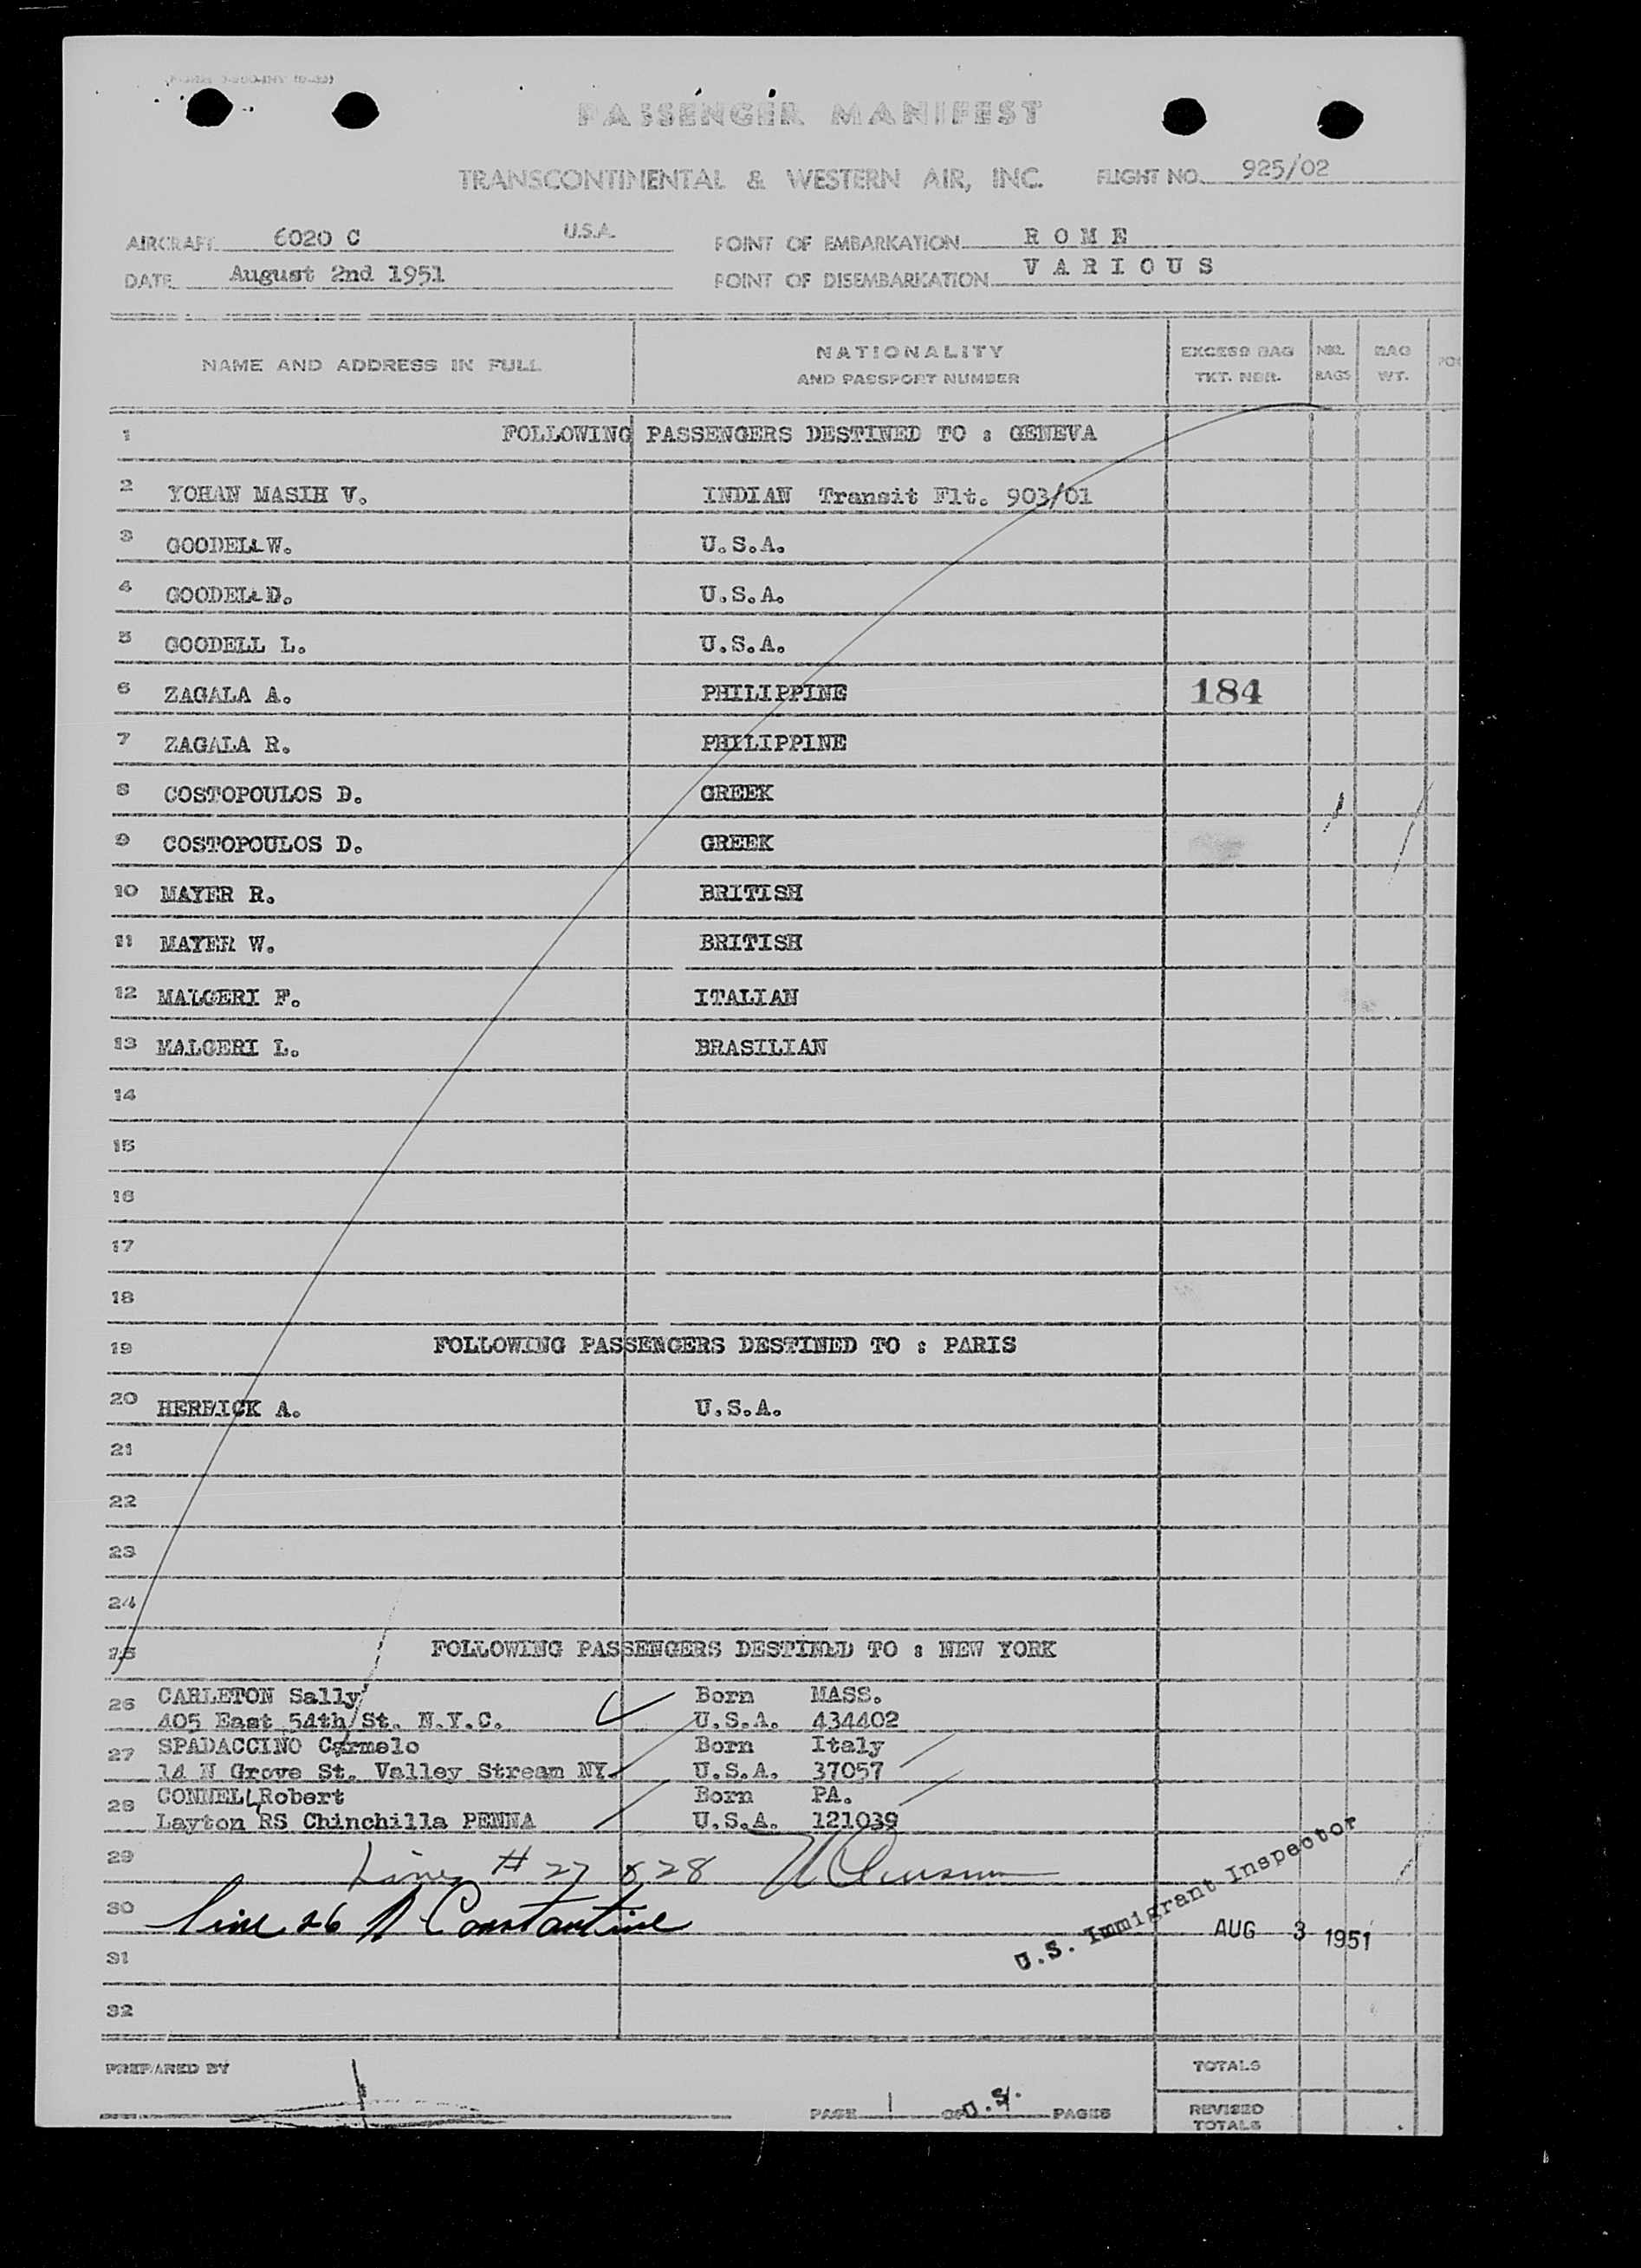 PASSENGER MANIFEST
TRANSCONTINENTAL & WESTERN AIR, INC. FLIGHT NO. 925/02
AIRCRAFT 6020 C U.S.A. POINT OF EMBARKATION ROME
DATE August 2nd 1951 POINT OF DISEMBARKATION VARIOUS
NAME AND ADDRESS IN FULL NATIONALITY AND PASSPORT NUMBER EXCESS BAG TKT. NBR. NBR. BAGS BAG WT.
1 FOLLOWING PASSENGERS DESTINED TO : GENEVA
2 YOHAN MASIH V. INDIAN Transit Flt. 903/01
3 GOODELL W. U.S.A.
4 GOODELL D. U.S.A.
5 GOODELL L. U.S.A.
6 ZAGALA A. PHILIPPINE 184
7 ZAGALA R. PHILIPPINE
8 COSTOPOULOS D. GREEK
9 COSTOPOULOS D. GREEK
10 MAYER R. BRITISH
11 MAYER W. BRITISH
12 MALGERI F. ITALIAN
13 MALGERI L. BRASILIAN
14
15
16
17
18
19 FOLLOWING PASSENGERS DESTINED TO : PARIS
20 HERRICK A. U.S.A.
21
22
23
24
25 FOLLOWING PASSENGERS DESTINED TO : NEW YORK
26 CARLETON Sally Born MASS.
405 East 54th St. N.Y.C. U.S.A. 434402
27 SPADACCINO Carmelo Born Italy
14 N Grove St. Valley Stream NY. U.S.A. 37057
28 CONNELL Robert Born PA.
Layton RS Chinchilla PENNA U.S.A. 121039
29 Lines # 27 & 28
30 line 26 Constantine
U.S. Immigrant Inspector
AUG 3 1951
31
32
PREPARED BY TOTALS
PAGE 1 OF PAGES REVISED TOTALS
U.S.